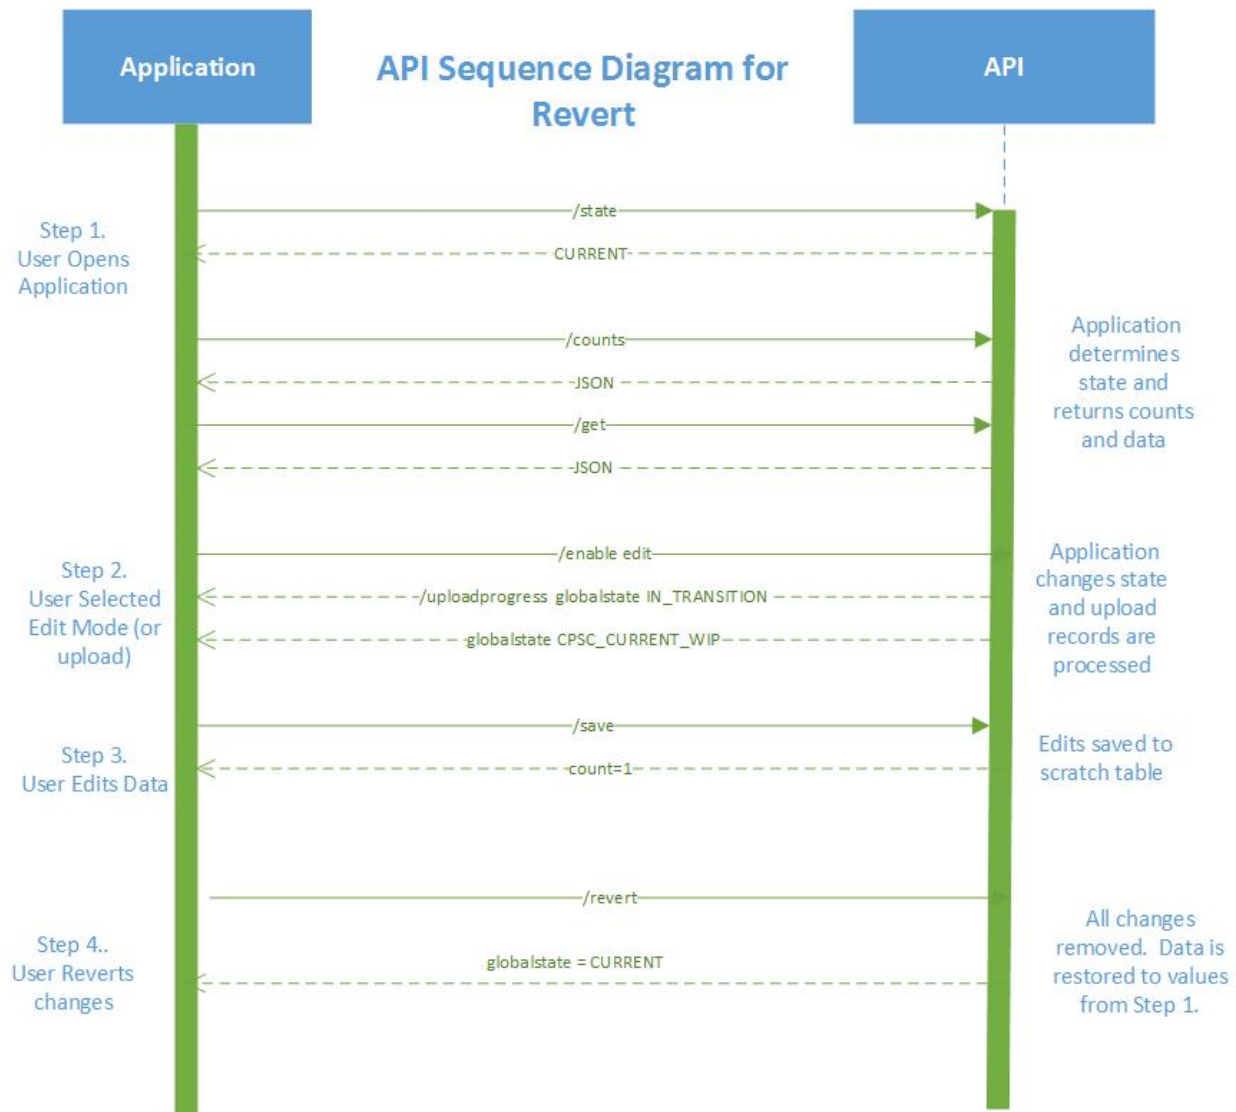 Application
API Sequence Diagram for
Revert
API
/state
Step 1.
User Opens
Application
CURRENT
/counts
JSON
/get
JSON
Application
determines
state and
returns counts
and data
/enable edit
/uploadprogress globalstate IN_TRANSITION
globalstate CPSC_CURRENT_WIP
Step 2.
User Selected
Edit Mode (or
upload)
Application
changes state
and upload
records are
processed
/save
count=1
Step 3.
User Edits Data
Edits saved to
scratch table
/revert
globalstate = CURRENT
Step 4..
User Reverts
changes
All changes
removed. Data is
restored to values
from Step 1.